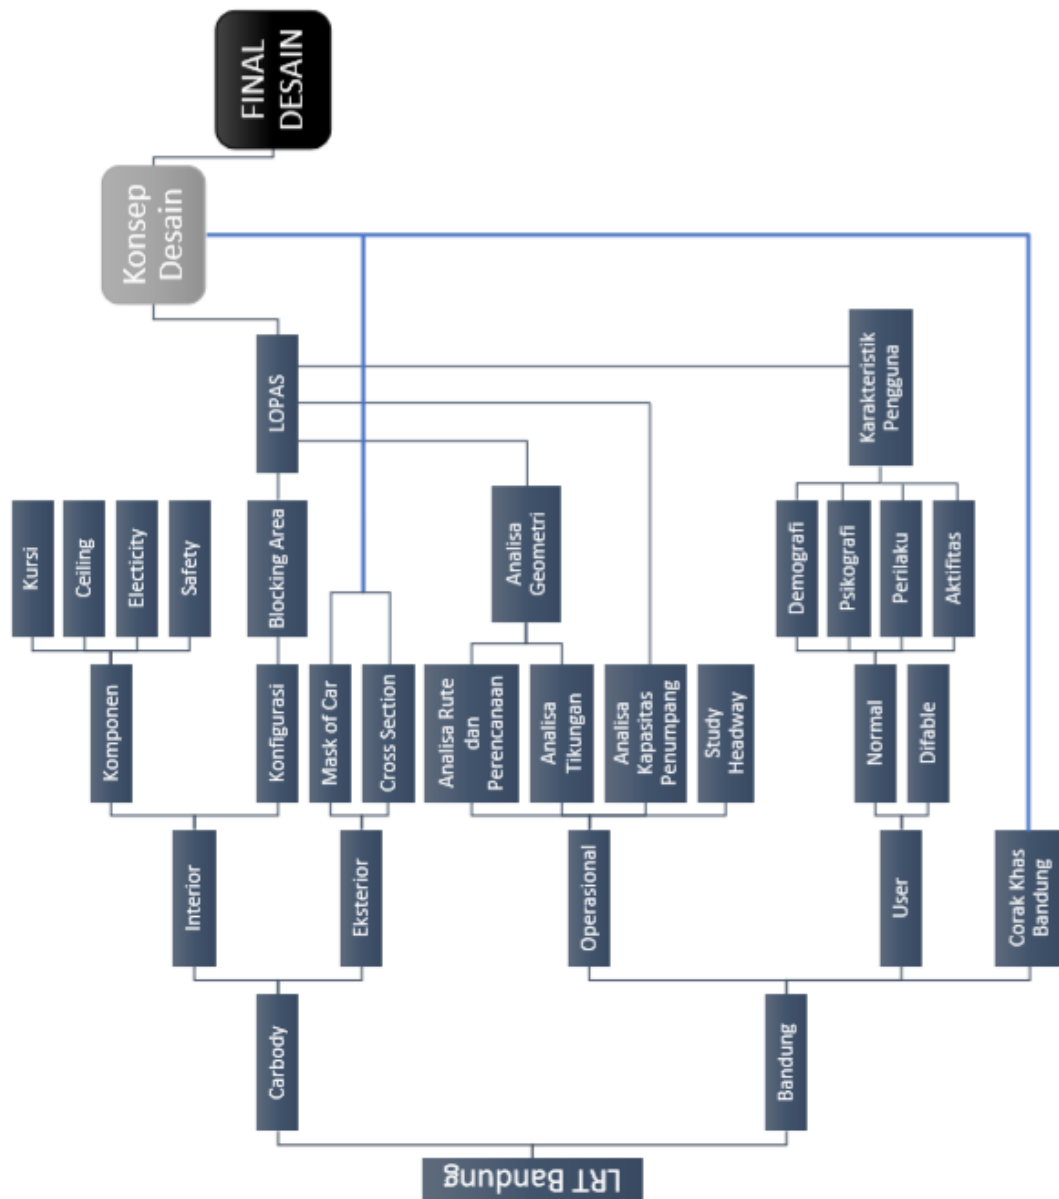 LRT Bandung
Carbody
Bandung
Interior
Eksterior
Operasional
User
Corak Khas
Bandung
Komponen
Konfigurasi
Mask of Car
Cross Section
Analisa Rute
dan
Perencanaan
Analisa
Tikungan
Analisa
Kapasitas
Penumpang
Study
Headway
Normal
Difable
Kursi
Ceiling
Electicity
Safety
Blocking Area
Analisa
Geometri
Demografi
Psikografi
Perilaku
Aktifitas
LOPAS
Karakteristik
Pengguna
Konsep
Desain
FINAL
DESAIN